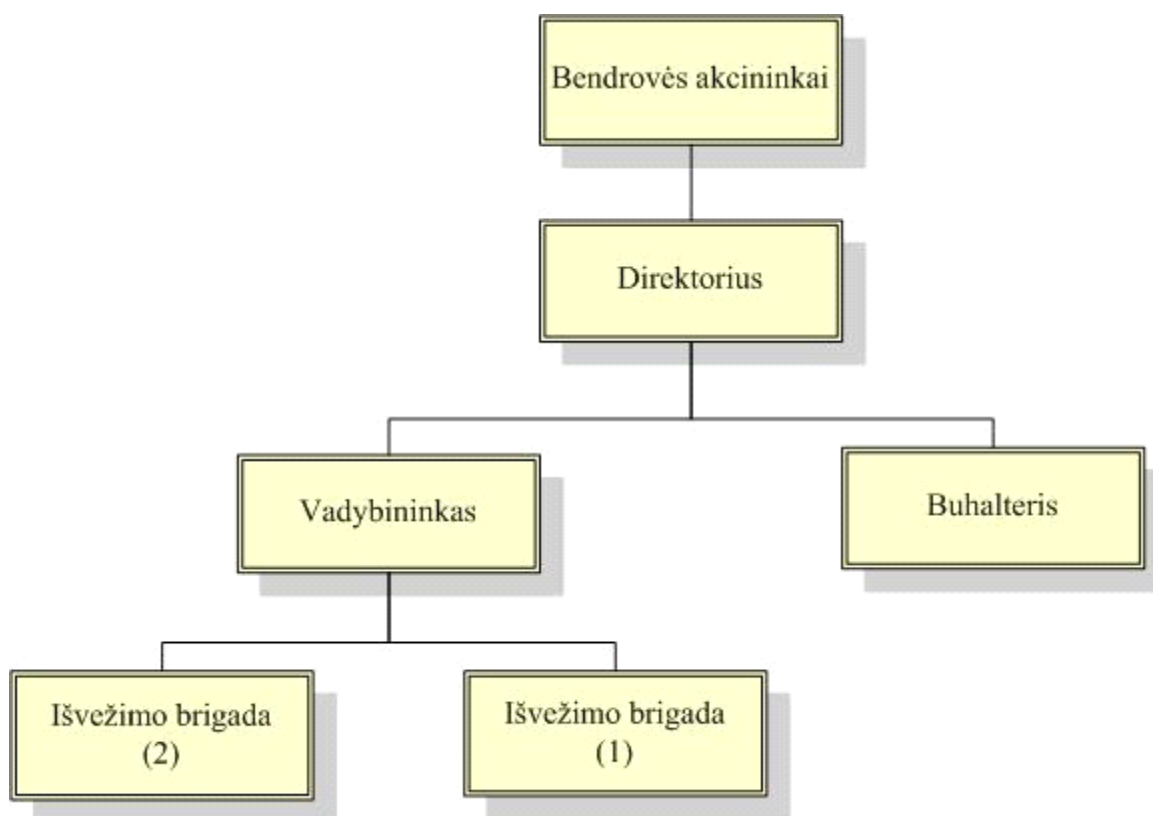 Bendrovės akcininkai
Direktorius
Vadybininkas
Buhalteris
Išvežimo brigada
(2)
Išvežimo brigada
(1)